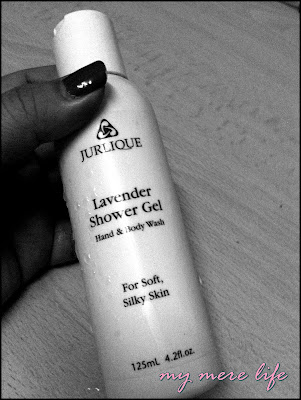 JURLIQUE
Lavender
Shower Gel
Hand & Body Wash
For Soft,
Silky Skin
125mL 4.2fl.oz.
my mere life